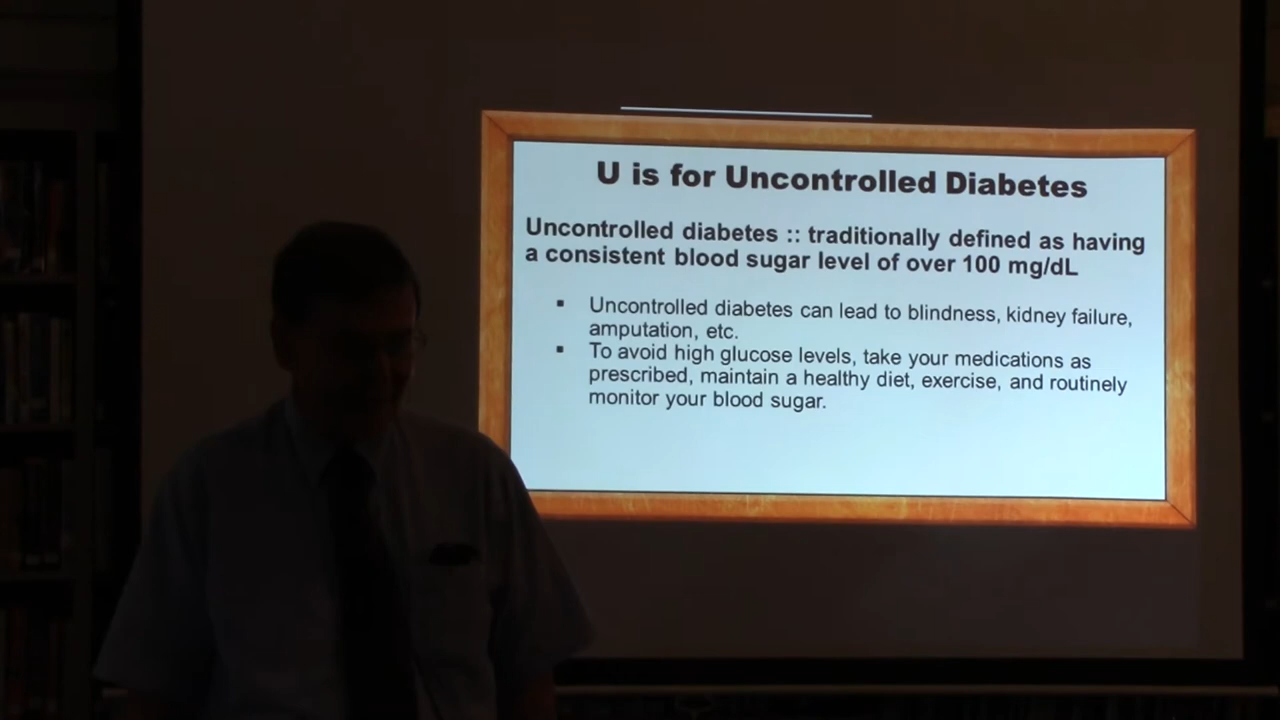 U is for Uncontrolled Diabetes
Uncontrolled diabetes :: traditionally defined as having
a consistent blood sugar level of over 100 mg/dL
▪ Uncontrolled diabetes can lead to blindness, kidney failure,
amputation, etc.
▪ To avoid high glucose levels, take your medications as
prescribed, maintain a healthy diet, exercise, and routinely
monitor your blood sugar.